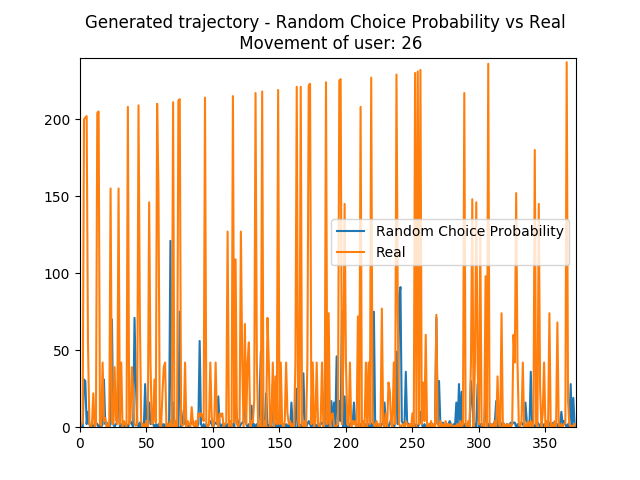 Generated trajectory - Random Choice Probability vs Real
Movement of user: 26
200
150
100
50
0
Random Choice Probability
Real
0 50 100 150 200 250 300 350